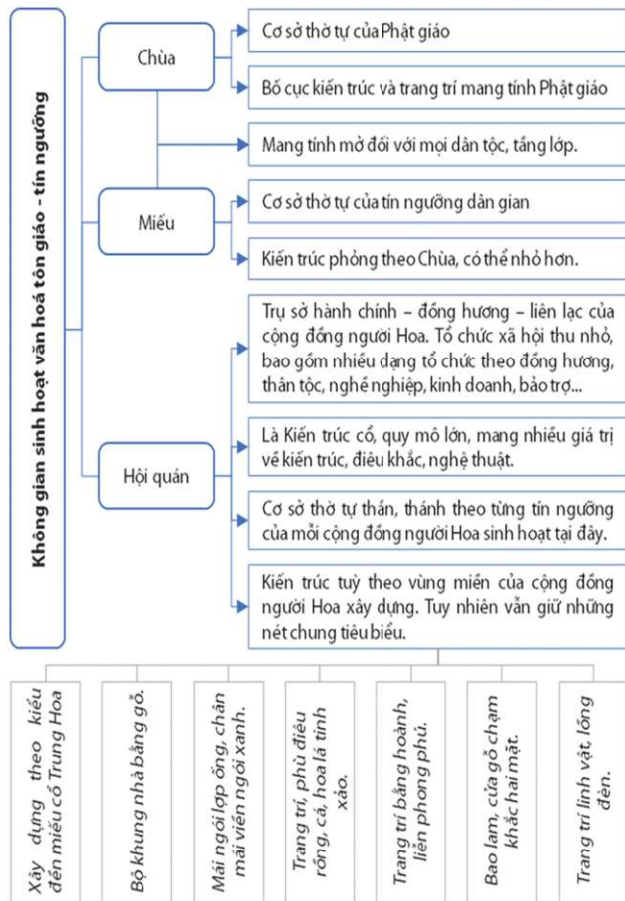 Không gian sinh hoạt văn hoá tôn giáo - tín ngưỡng
Chùa
Cơ sở thờ tự của Phật giáo
Bố cục kiến trúc và trang trí mang tính Phật giáo
Mang tính mở đối với mọi dân tộc, tầng lớp.
Miếu
Cơ sở thờ tự của tín ngưỡng dân gian
Kiến trúc phỏng theo Chùa, có thể nhỏ hơn.
Hội quán
Trụ sở hành chính – đồng hương – liên lạc của
cộng đồng người Hoa. Tổ chức xã hội thu nhỏ,
bao gồm nhiều dạng tổ chức theo đồng hương,
thân tộc, nghề nghiệp, kinh doanh, bảo trợ...
Là Kiến trúc cổ, quy mô lớn, mang nhiều giá trị
về kiến trúc, điêu khắc, nghệ thuật.
Cơ sở thờ tự thần, thánh theo từng tín ngưỡng
của mỗi cộng đồng người Hoa sinh hoạt tại đây.
Kiến trúc tuỳ theo vùng miền của cộng đồng
người Hoa xây dựng. Tuy nhiên vẫn giữ những
nét chung tiêu biểu.
Xây dựng theo kiểu
đền miếu cổ Trung Hoa
Bộ khung nhà bằng gỗ.
Mái ngói lợp ống, chân
mái viền ngói xanh.
Trang trí, phù điêu
rồng, cá, hoa lá tinh
xảo.
Trang trí bằng hoành,
liễn phong phú.
Bao lam, cửa gỗ chạm
khắc hai mặt.
Trang trí linh vật, lồng
đèn.